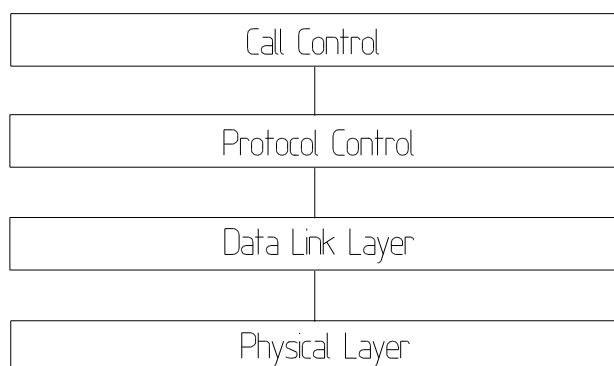 Call Control
Protocol Control
Data Link Layer
Physical Layer